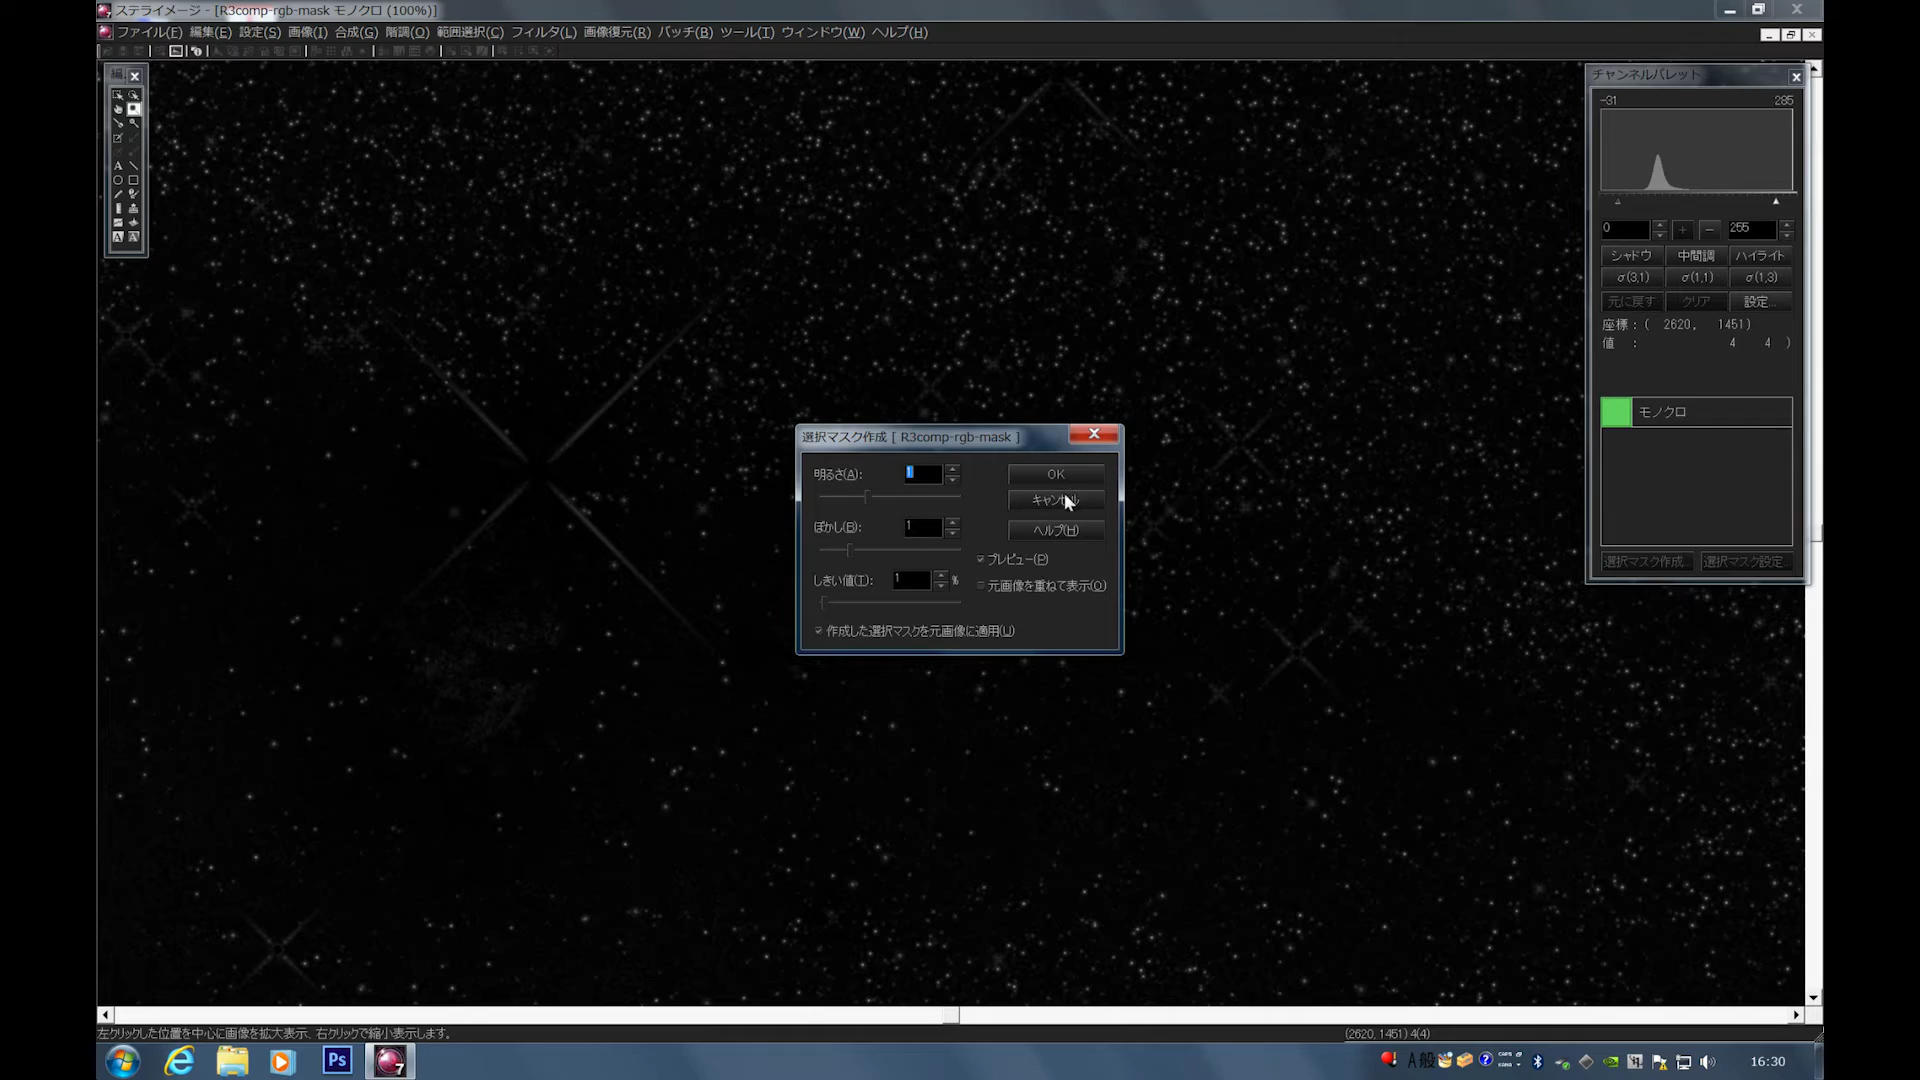 ステライメージ - [R3comp-rgb-mask モノクロ (100%)]
ファイル(F) 編集(E) 設定(S) 画像(I) 合成(G) 階調(O) 範囲選択(C) フィルタ(L) 画像復元(R) バッチ(B) ツール(T) ウィンドウ(W) ヘルプ(H)
チャンネルパレット
-31 285
0 + - 255
シャドウ 中間調 ハイライト
σ(3,1) σ(1,1) σ(1,3)
元に戻す クリア 設定...
座標 : ( 2620, 1451)
値 : 4 4 )
モノクロ
選択マスク作成... 選択マスク設定...
選択マスク作成 [ R3comp-rgb-mask ]
明るさ(A): 1 OK
キャンセル
ぼかし(B): 1 ヘルプ(H)
プレビュー(P)
しきい値(T): 1 % 元画像を重ねて表示(O)
作成した選択マスクを元画像に適用(U)
左クリックした位置を中心に画像を拡大表示、右クリックで縮小表示します。 (2620, 1451) 4(4)
Ps 7 A 般 CAPS KANA 16:30